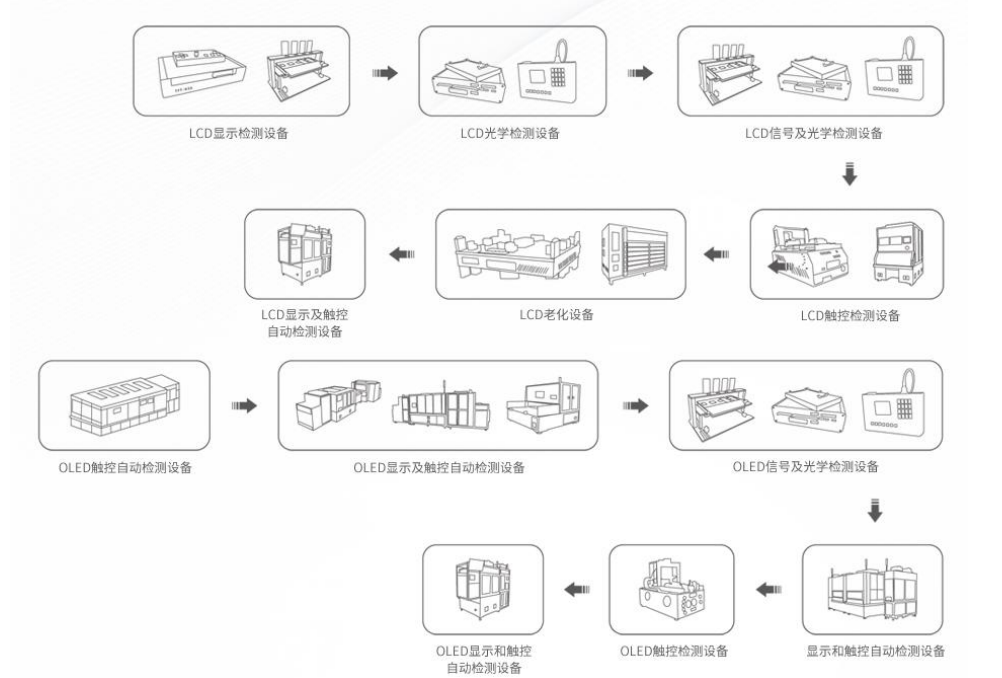 LCD显示检测设备
LCD光学检测设备
LCD信号及光学检测设备
LCD显示及触控
自动检测设备
LCD老化设备
LCD触控检测设备
OLED触控自动检测设备
OLED显示及触控自动检测设备
OLED信号及光学检测设备
OLED显示和触控
自动检测设备
OLED触控检测设备
显示和触控自动检测设备